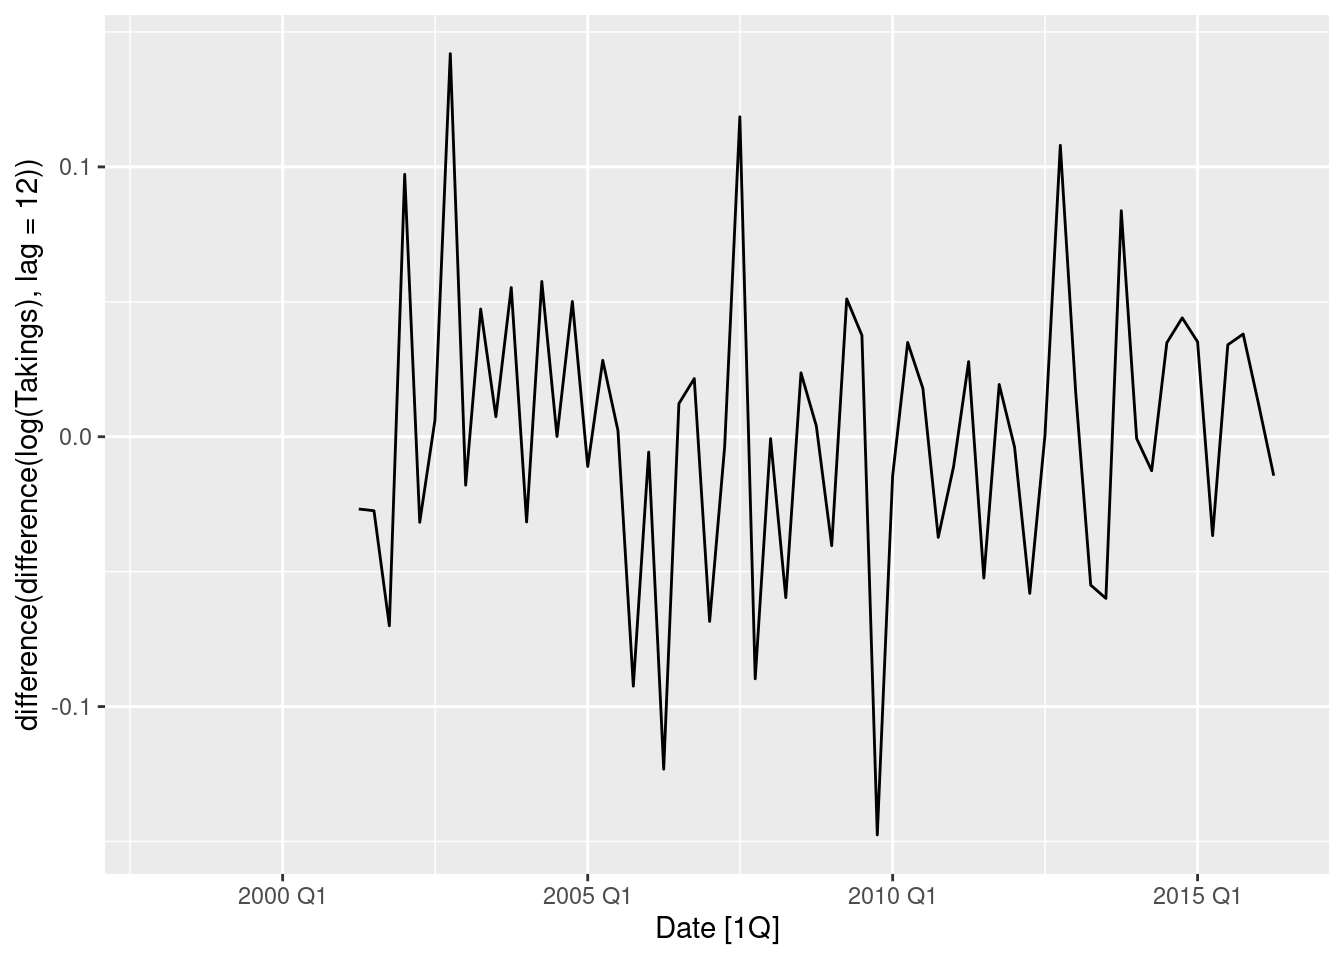 difference(difference(log(Takings), lag = 12))
0.1
0.0
-0.1
2000 Q1
2005 Q1
2010 Q1
2015 Q1
Date [1Q]